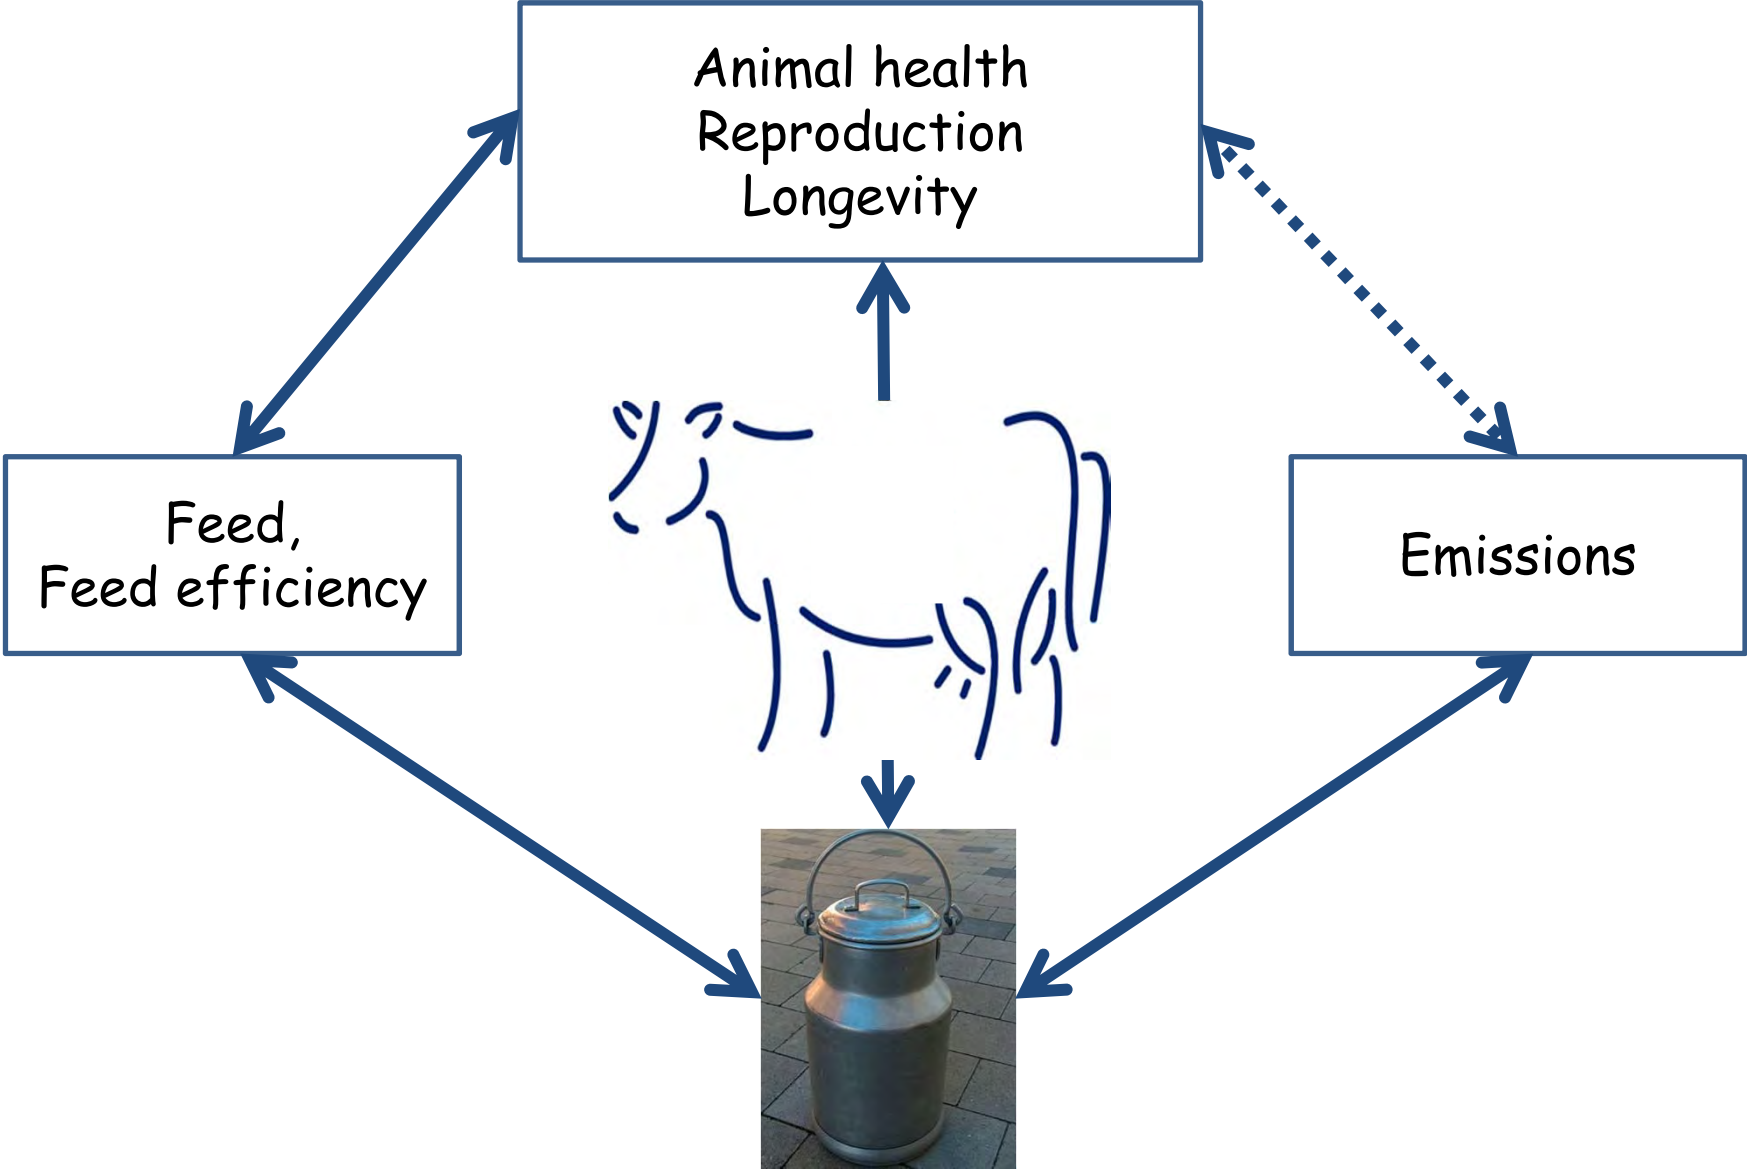 Animal health
Reproduction
Longevity
Feed,
Feed efficiency
Emissions